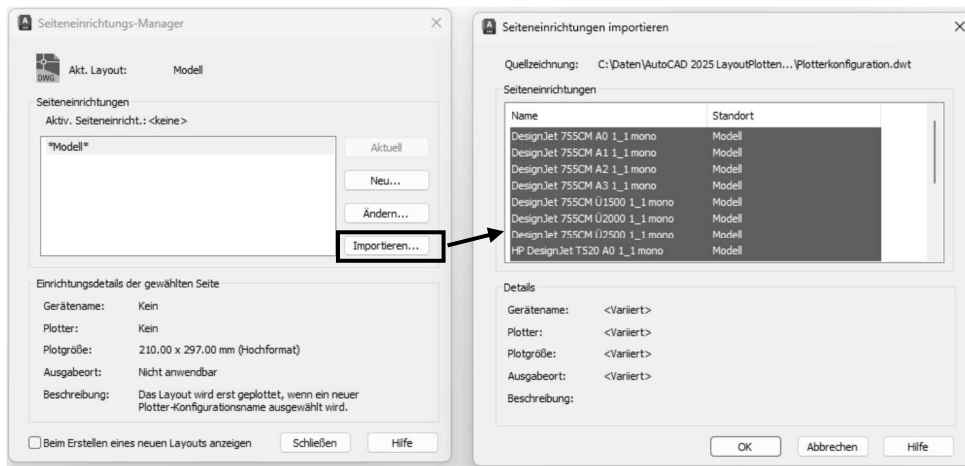 Seiteneinrichtungs-Manager
Akt. Layout: Modell
DWG
Seiteneinrichtungen
Aktiv. Seiteneinricht.: <keine>
*Modell*
Aktuell
Neu...
Ändern...
Importieren...
Einrichtungsdetails der gewählten Seite
Gerätename: Kein
Plotter: Kein
Plotgröße: 210.00 x 297.00 mm (Hochformat)
Ausgabeort: Nicht anwendbar
Beschreibung: Das Layout wird erst geplottet, wenn ein neuer
Plotter-Konfigurationsname ausgewählt wird.
Beim Erstellen eines neuen Layouts anzeigen
Schließen
Hilfe
Seiteneinrichtungen importieren
Quellzeichnung: C:\Daten\AutoCAD 2025 LayoutPlotten...\Plotterkonfiguration.dwt
Seiteneinrichtungen
Name Standort
DesignJet 755CM A0 1_1 mono Modell
DesignJet 755CM A1 1_1 mono Modell
DesignJet 755CM A2 1_1 mono Modell
DesignJet 755CM A3 1_1 mono Modell
DesignJet 755CM Ü1500 1_1 mono Modell
DesignJet 755CM Ü2000 1_1 mono Modell
DesignJet 755CM Ü2500 1_1 mono Modell
HP DesignJet T520 A0 1_1 mono Modell
Details
Gerätename: <Variiert>
Plotter: <Variiert>
Plotgröße: <Variiert>
Ausgabeort: <Variiert>
Beschreibung:
OK
Abbrechen
Hilfe